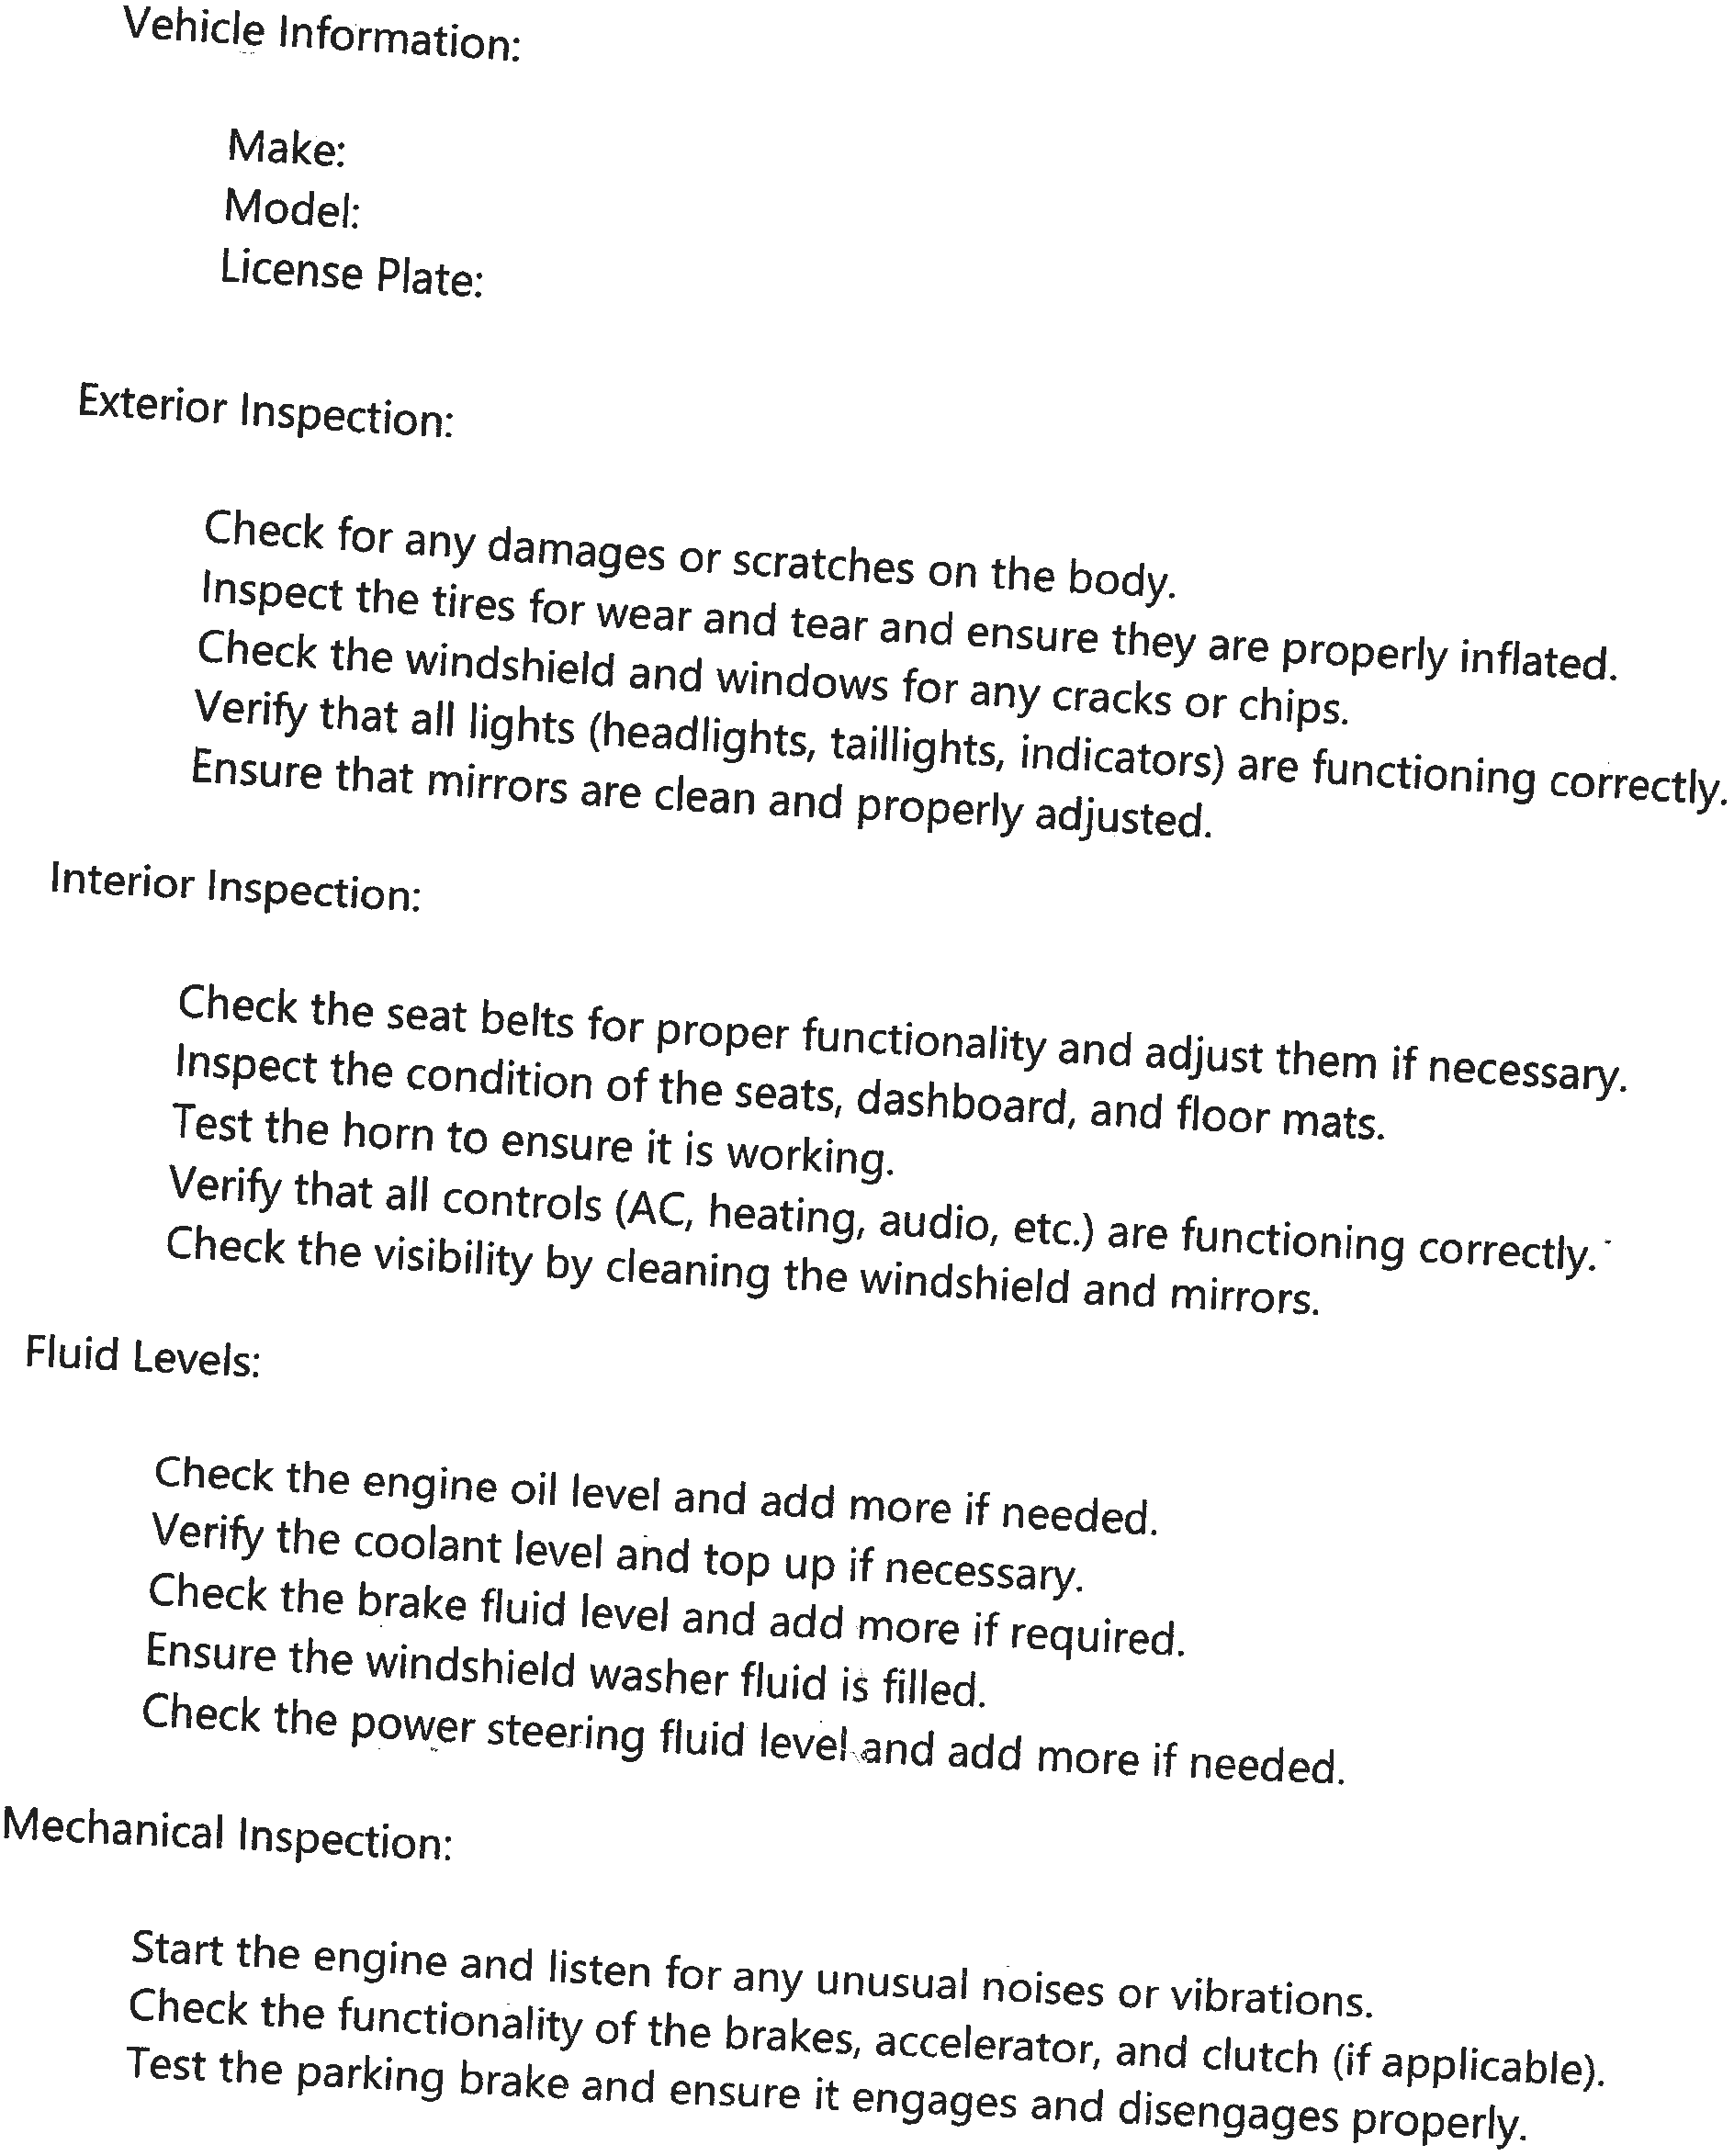 Vehicle Information:
Make:
Model:
License Plate:
Exterior Inspection:
Check for any damages or scratches on the body.
Inspect the tires for wear and tear and ensure they are properly inflated.
Check the windshield and windows for any cracks or chips.
Verify that all lights (headlights, taillights, indicators) are functioning correctly.
Ensure that mirrors are clean and properly adjusted.
Interior Inspection:
Check the seat belts for proper functionality and adjust them if necessary.
Inspect the condition of the seats, dashboard, and floor mats.
Test the horn to ensure it is working.
Verify that all controls (AC, heating, audio, etc.) are functioning correctly.
Check the visibility by cleaning the windshield and mirrors.
Fluid Levels:
Check the engine oil level and add more if needed.
Verify the coolant level and top up if necessary.
Check the brake fluid level and add more if required.
Ensure the windshield washer fluid is filled.
Check the power steering fluid level and add more if needed.
Mechanical Inspection:
Start the engine and listen for any unusual noises or vibrations.
Check the functionality of the brakes, accelerator, and clutch (if applicable).
Test the parking brake and ensure it engages and disengages properly.